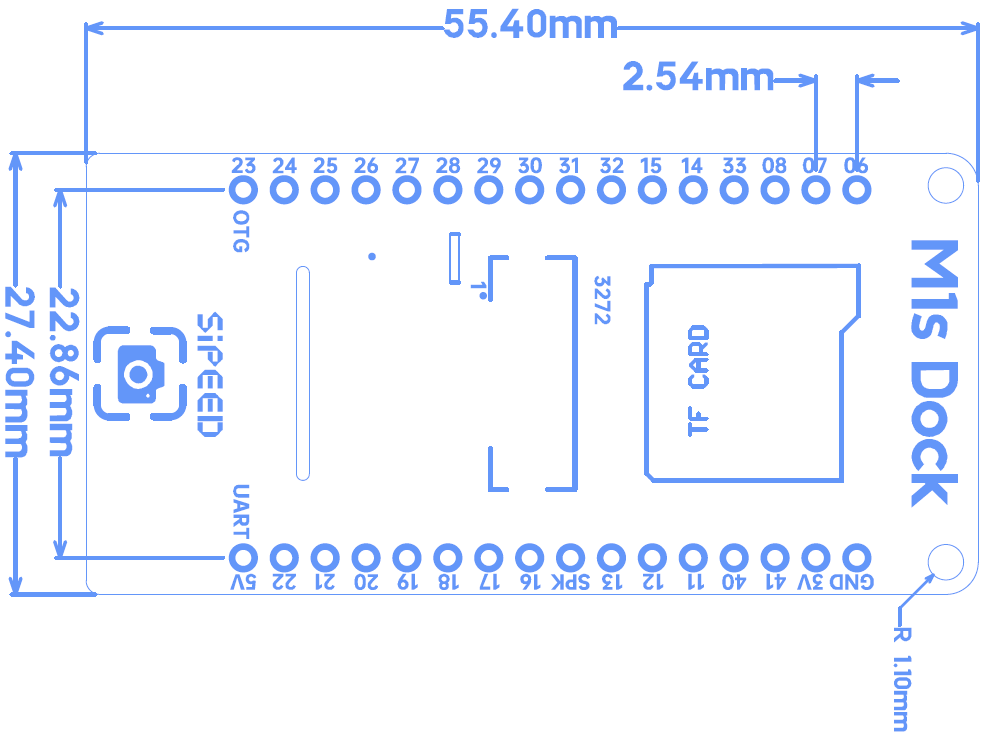 55.40mm
2.54mm
23 24 25 26 27 28 29 30 31 32 15 14 33 08 07 06
OTG
1
3272
M1s Dock
27.40mm
22.86mm
SiPEED
TF CARD
UART
5V 22 21 20 19 18 17 16 SPK 13 12 11 40 41 3V GND
R 1.10mm